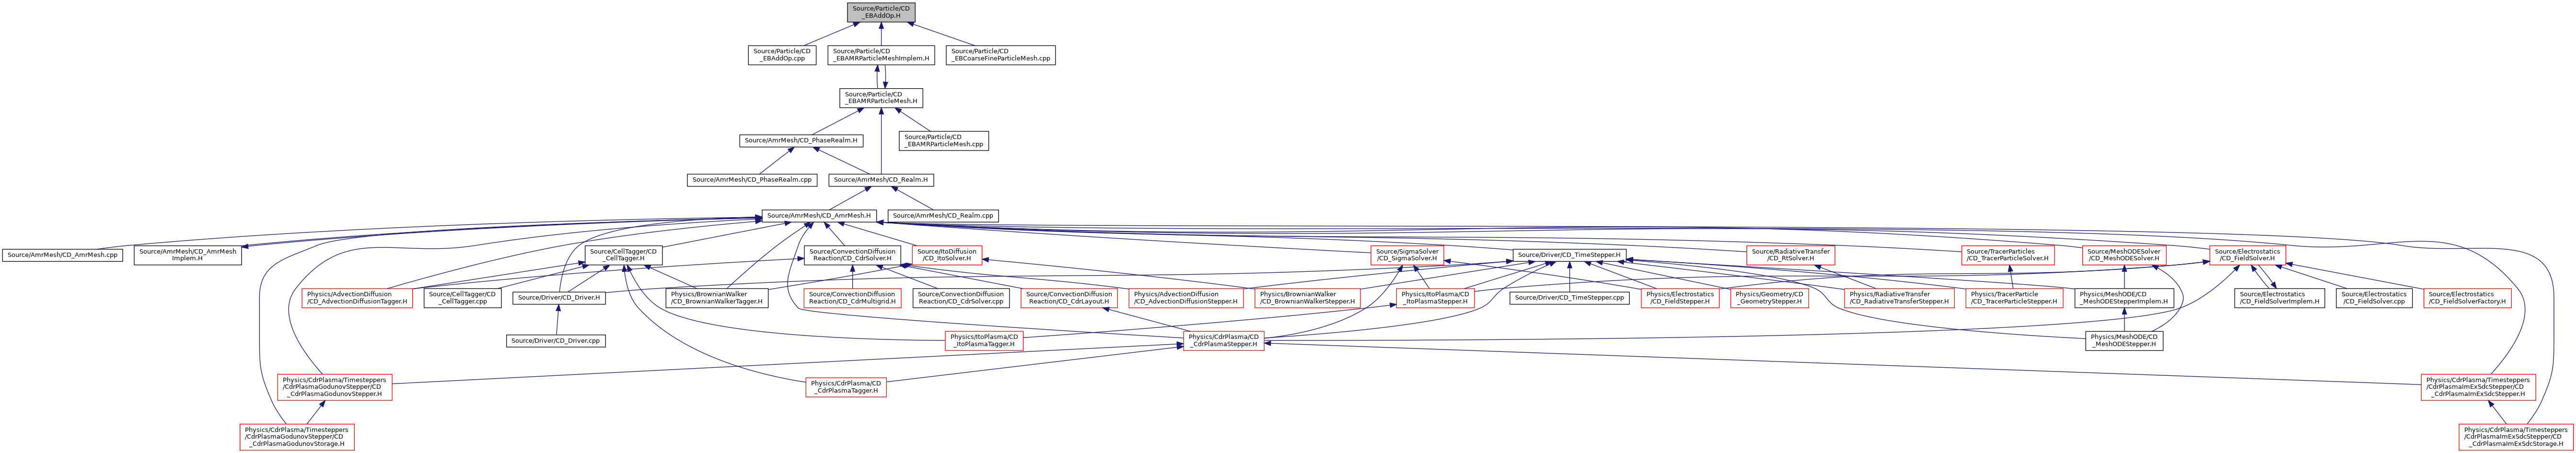 Source/Particle/CD
_EBAddOp.H
Source/Particle/CD
_EBAddOp.cpp
Source/Particle/CD
_EBAMRParticleMeshImplem.H
Source/Particle/CD
_EBCoarseFineParticleMesh.cpp
Source/Particle/CD
_EBAMRParticleMesh.H
Source/AmrMesh/CD_PhaseRealm.H
Source/Particle/CD
_EBAMRParticleMesh.cpp
Source/AmrMesh/CD_PhaseRealm.cpp
Source/AmrMesh/CD_Realm.H
Source/AmrMesh/CD_AmrMesh.H
Source/AmrMesh/CD_Realm.cpp
Source/AmrMesh/CD_AmrMesh.cpp
Source/AmrMesh/CD_AmrMesh
Implem.H
Source/CellTagger/CD
_CellTagger.H
Source/ConvectionDiffusion
Reaction/CD_CdrSolver.H
Source/ItoDiffusion
/CD_ItoSolver.H
Source/SigmaSolver
/CD_SigmaSolver.H
Source/Driver/CD_TimeStepper.H
Source/RadiativeTransfer
/CD_RtSolver.H
Source/TracerParticles
/CD_TracerParticleSolver.H
Source/MeshODESolver
/CD_MeshODESolver.H
Source/Electrostatics
/CD_FieldSolver.H
Physics/AdvectionDiffusion
/CD_AdvectionDiffusionTagger.H
Source/CellTagger/CD
_CellTagger.cpp
Source/Driver/CD_Driver.H
Physics/BrownianWalker
/CD_BrownianWalkerTagger.H
Source/ConvectionDiffusion
Reaction/CD_CdrMultigrid.H
Source/ConvectionDiffusion
Reaction/CD_CdrSolver.cpp
Source/ConvectionDiffusion
Reaction/CD_CdrLayout.H
Physics/AdvectionDiffusion
/CD_AdvectionDiffusionStepper.H
Physics/BrownianWalker
/CD_BrownianWalkerStepper.H
Physics/ItoPlasma/CD
_ItoPlasmaStepper.H
Source/Driver/CD_TimeStepper.cpp
Physics/Electrostatics
/CD_FieldStepper.H
Physics/Geometry/CD
_GeometryStepper.H
Physics/RadiativeTransfer
/CD_RadiativeTransferStepper.H
Physics/TracerParticle
/CD_TracerParticleStepper.H
Physics/MeshODE/CD
_MeshODEStepperImplem.H
Source/Electrostatics
/CD_FieldSolverImplem.H
Source/Electrostatics
/CD_FieldSolver.cpp
Source/Electrostatics
/CD_FieldSolverFactory.H
Source/Driver/CD_Driver.cpp
Physics/ItoPlasma/CD
_ItoPlasmaTagger.H
Physics/CdrPlasma/CD
_CdrPlasmaStepper.H
Physics/MeshODE/CD
_MeshODEStepper.H
Physics/CdrPlasma/Timesteppers
/CdrPlasmaGodunovStepper/CD
_CdrPlasmaGodunovStepper.H
Physics/CdrPlasma/CD
_CdrPlasmaTagger.H
Physics/CdrPlasma/Timesteppers
/CdrPlasmaImExSdcStepper/CD
_CdrPlasmaImExSdcStepper.H
Physics/CdrPlasma/Timesteppers
/CdrPlasmaGodunovStepper/CD
_CdrPlasmaGodunovStorage.H
Physics/CdrPlasma/Timesteppers
/CdrPlasmaImExSdcStepper/CD
_CdrPlasmaImExSdcStorage.H